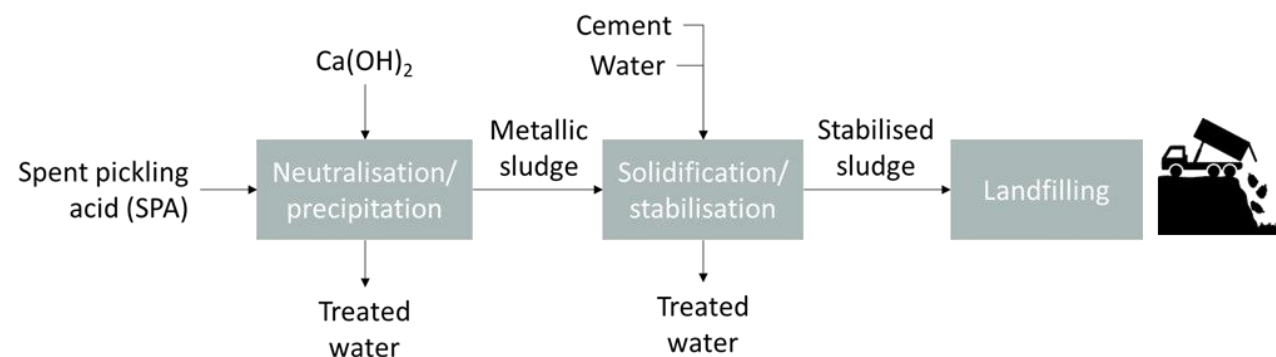 Cement
Water
Ca(OH)₂
Metallic
sludge
Stabilised
sludge
Spent pickling
acid (SPA)
Neutralisation/
precipitation
Solidification/
stabilisation
Landfilling
Treated
water
Treated
water